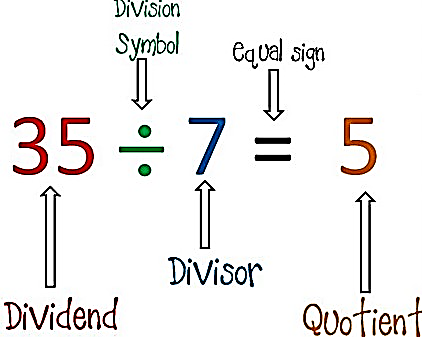 Division
Symbol
equal sign
35 ÷ 7 = 5
Divisor
Dividend
Quotient